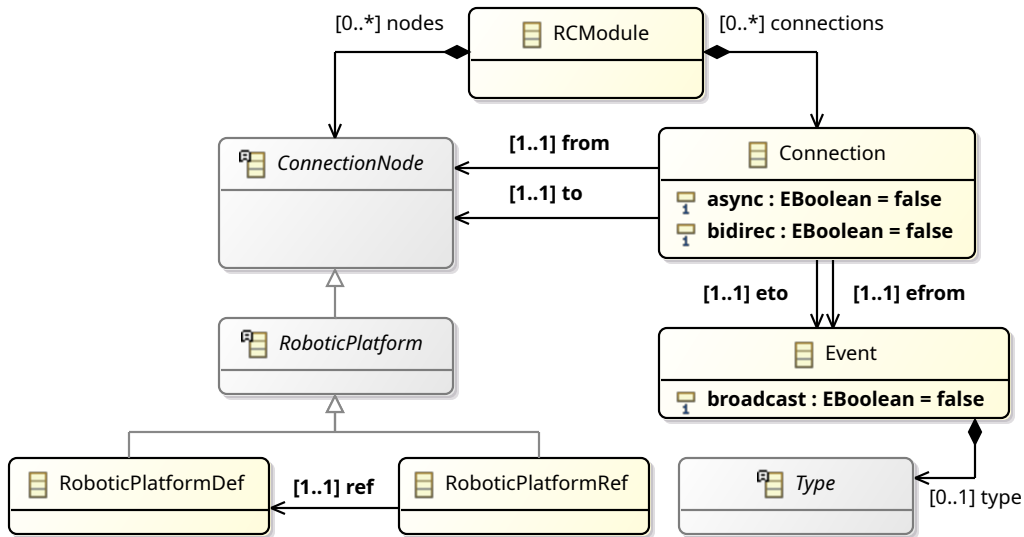 [0..*] nodes
RCModule
[0..*] connections
ConnectionNode
[1..1] from
[1..1] to
Connection
async : EBoolean = false
bidirec : EBoolean = false
[1..1] eto
[1..1] efrom
RoboticPlatform
Event
broadcast : EBoolean = false
RoboticPlatformDef
[1..1] ref
RoboticPlatformRef
Type
[0..1] type